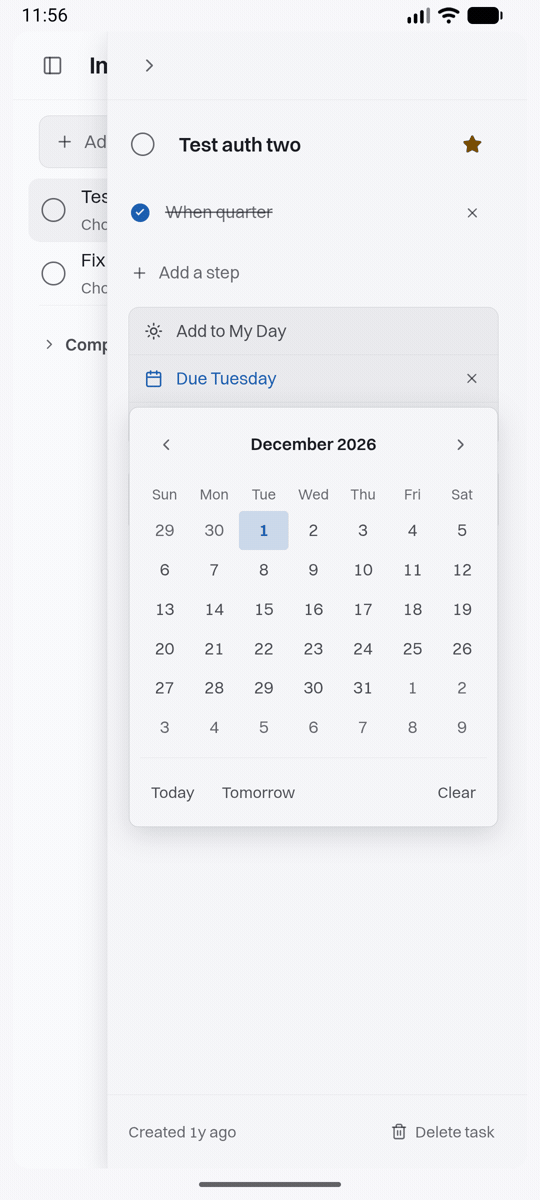 11:56
In
Ad
Tes
Cho
Fix
Cho
Comp
Test auth two
When quarter
Add a step
Add to My Day
Due Tuesday
December 2026
Sun Mon Tue Wed Thu Fri Sat
29 30 1 2 3 4 5
6 7 8 9 10 11 12
13 14 15 16 17 18 19
20 21 22 23 24 25 26
27 28 29 30 31 1 2
3 4 5 6 7 8 9
Today Tomorrow Clear
Created 1y ago Delete task